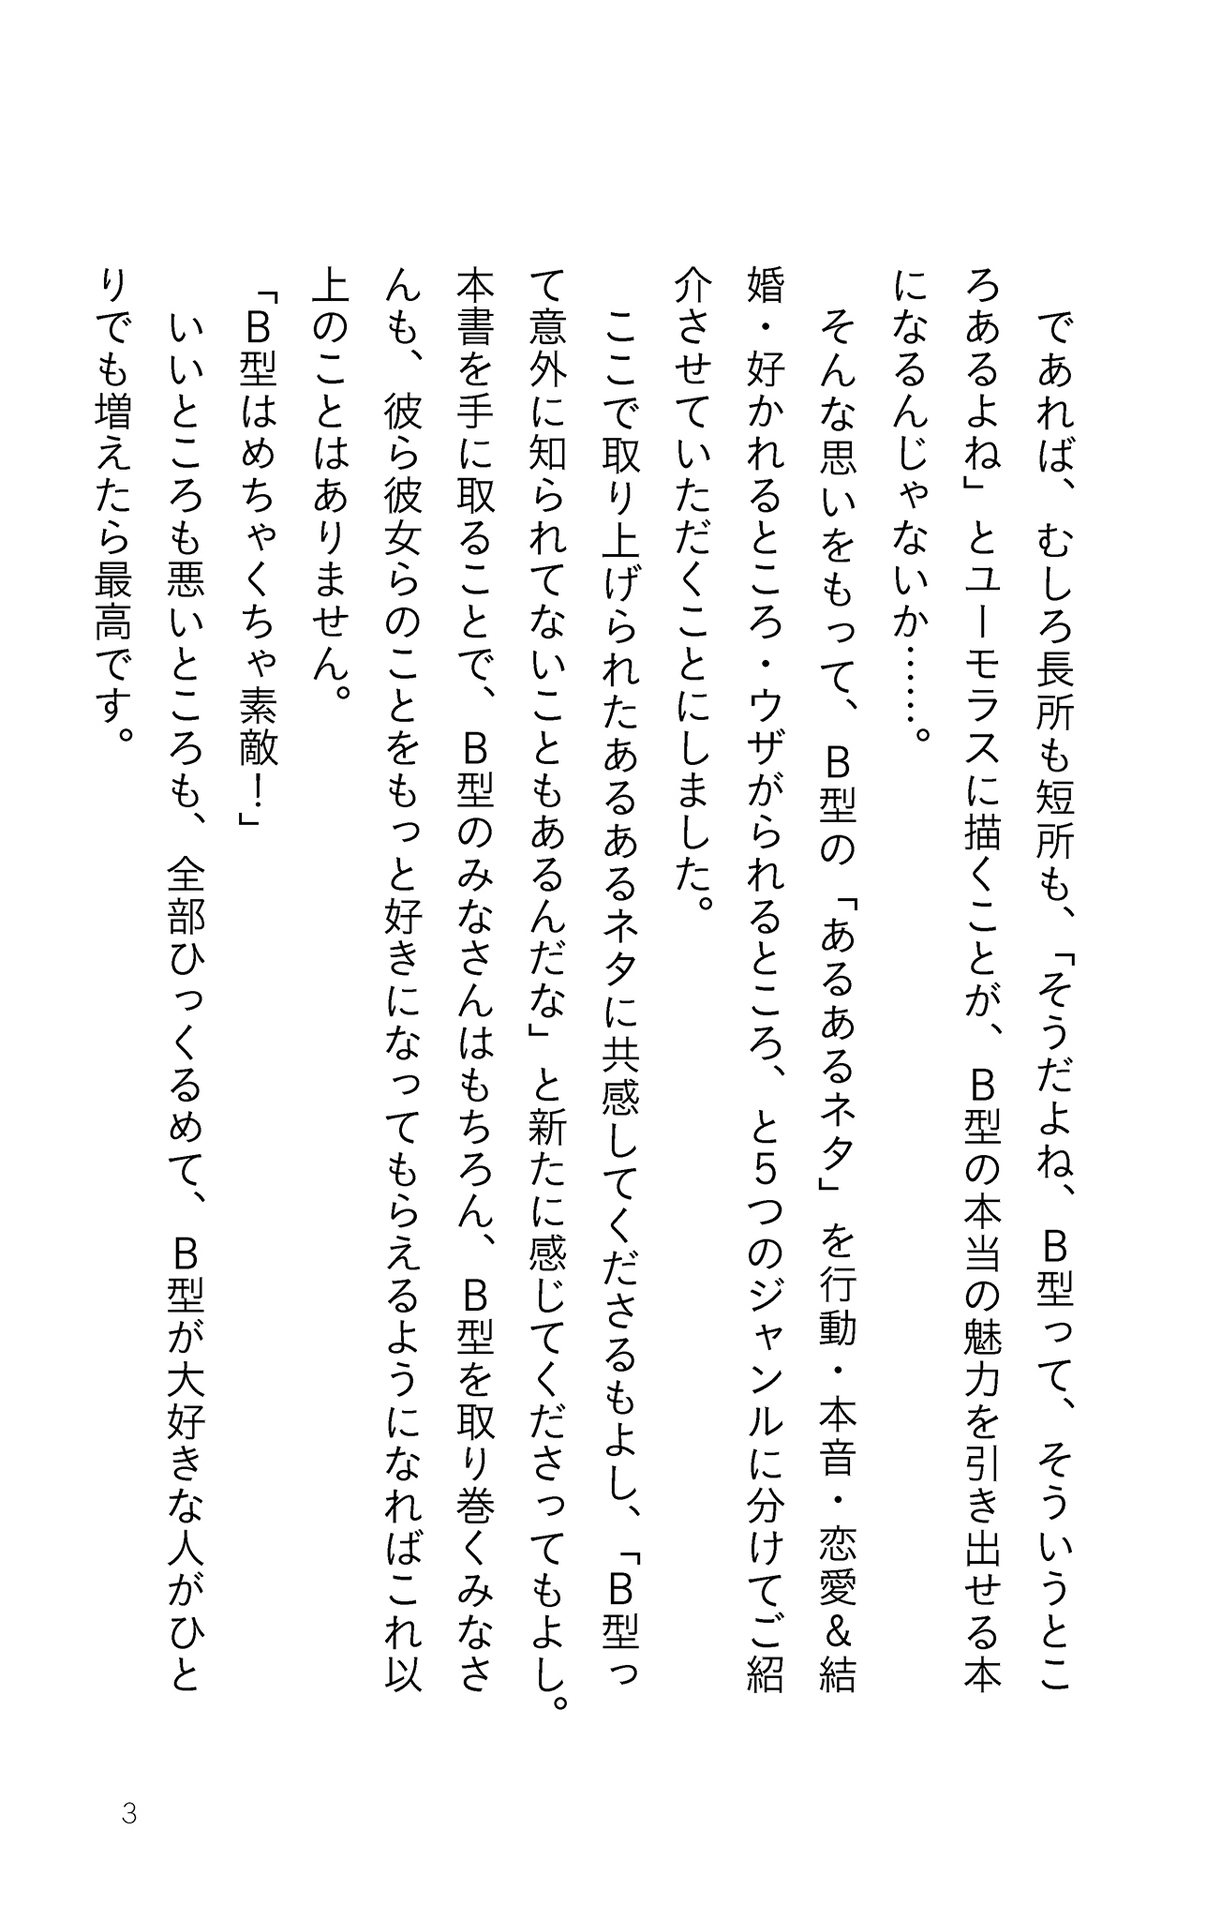 であれば、むしろ長所も短所も、「そうだよね、B型って、そういうとこ
ろあるよね」とユーモラスに描くことが、B型の本当の魅力を引き出せる本
になるんじゃないか……。
そんな思いをもって、B型の「あるあるネタ」を行動・本音・恋愛&結
婚・好かれるところ・ウザがられるところ、と5つのジャンルに分けてご紹
介させていただくことにしました。
ここで取り上げられたあるあるネタに共感してくださるもよし、「B型っ
て意外に知られてないこともあるんだな」と新たに感じてくださってもよし。
本書を手に取ることで、B型のみなさんはもちろん、B型を取り巻くみなさ
んも、彼ら彼女らのことをもっと好きになってもらえるようになればこれ以
上のことはありません。
「B型はめちゃくちゃ素敵!」
いいところも悪いところも、全部ひっくるめて、B型が大好きな人がひと
りでも増えたら最高です。
3